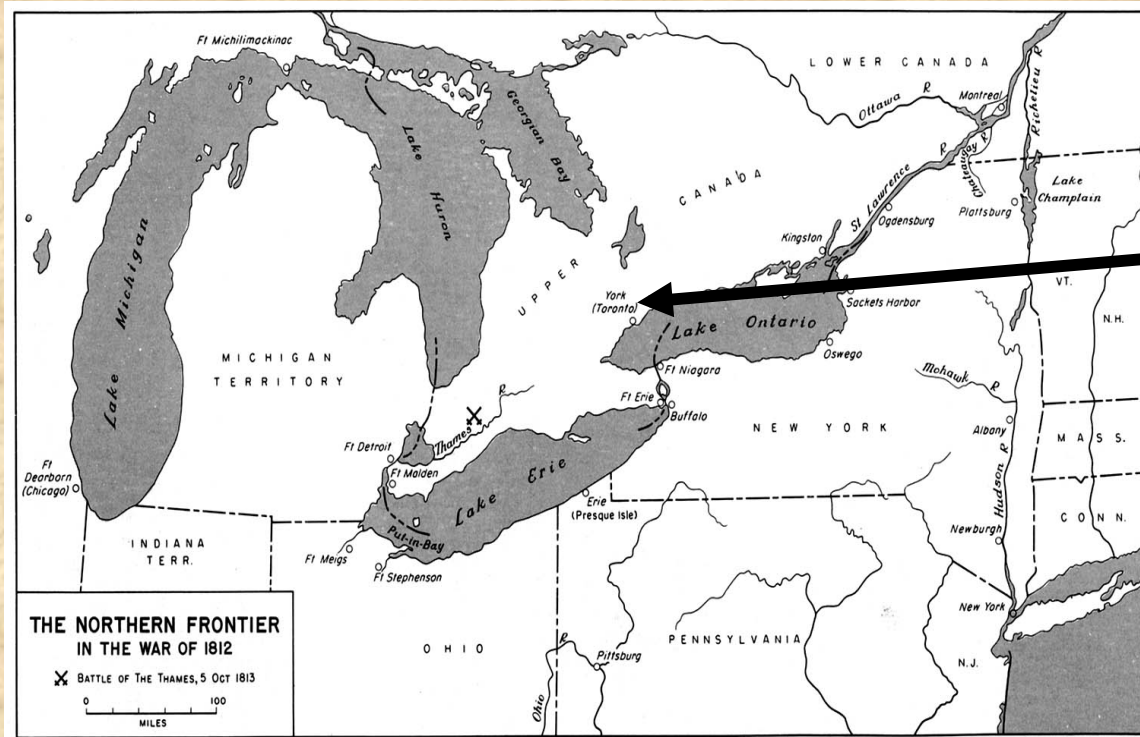 Ft Michilimackinac
LOWER CANADA
Montreal
Ottawa R
Richelieu R
Chateaugay R
Georgian Bay
Lake Huron
CANADA
Lake Champlain
Plattsburg
St Lawrence R
Ogdensburg
Kingston
Lake Michigan
UPPER
York
(Toronto)
Sackets Harbor
VT.
N.H.
Lake Ontario
Oswego
MICHIGAN
TERRITORY
Ft Niagara
Mohawk R
Ft Erie
Buffalo
Thames R
NEW YORK
Albany
MASS.
Ft Detroit
Ft Malden
Ft
Dearborn
(Chicago)
Lake Erie
Erie
(Presque Isle)
Hudson R
CONN.
Put-in-Bay
Newburgh
INDIANA
TERR.
Ft Meigs
Ft Stephenson
New York
THE NORTHERN FRONTIER
IN THE WAR OF 1812
BATTLE OF THE THAMES, 5 OCT 1813
0 100
MILES
OHIO
PENNSYLVANIA
Pittsburg
N.J.
Ohio R